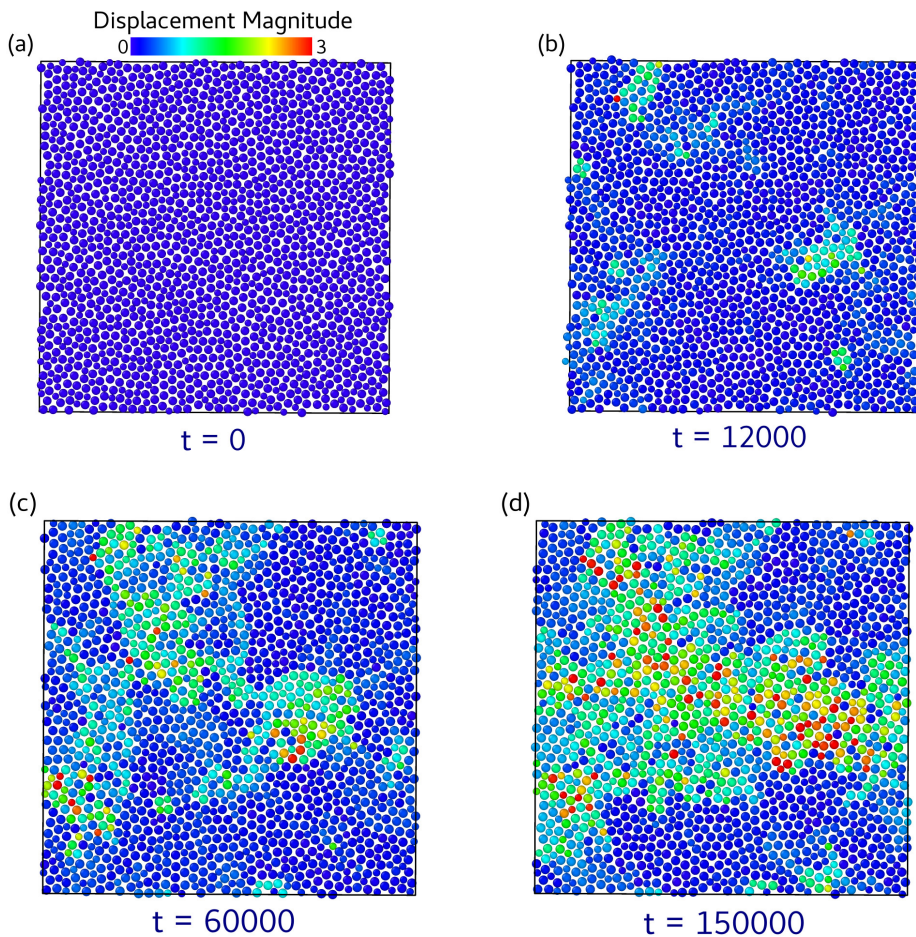 Displacement Magnitude
(a) 0 3 (b)
t = 0 t = 12000
(c) (d)
t = 60000 t = 150000